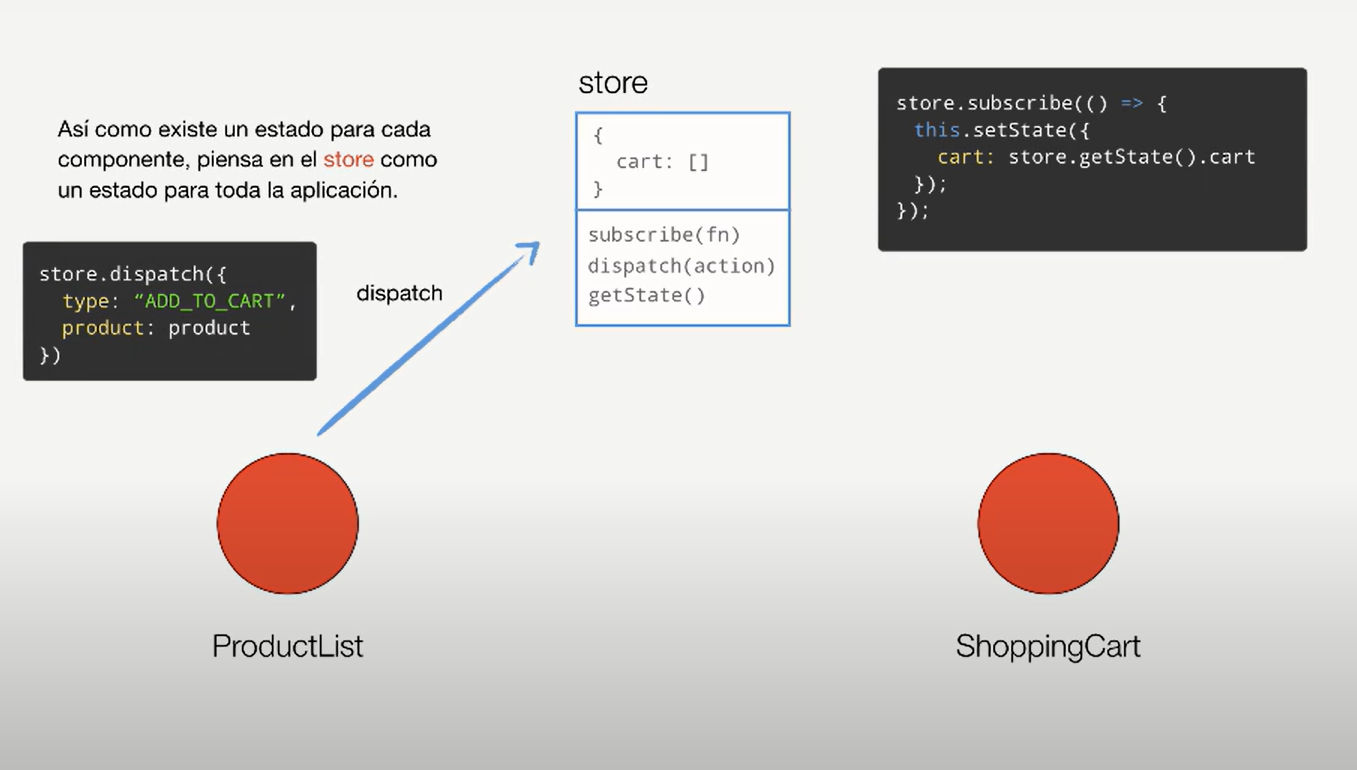 Así como existe un estado para cada
componente, piensa en el store como
un estado para toda la aplicación.
store.dispatch({
type: “ADD_TO_CART”,
product: product
})
dispatch
store
{
cart: []
}
subscribe(fn)
dispatch(action)
getState()
store.subscribe(() => {
this.setState({
cart: store.getState().cart
});
});
ProductList
ShoppingCart